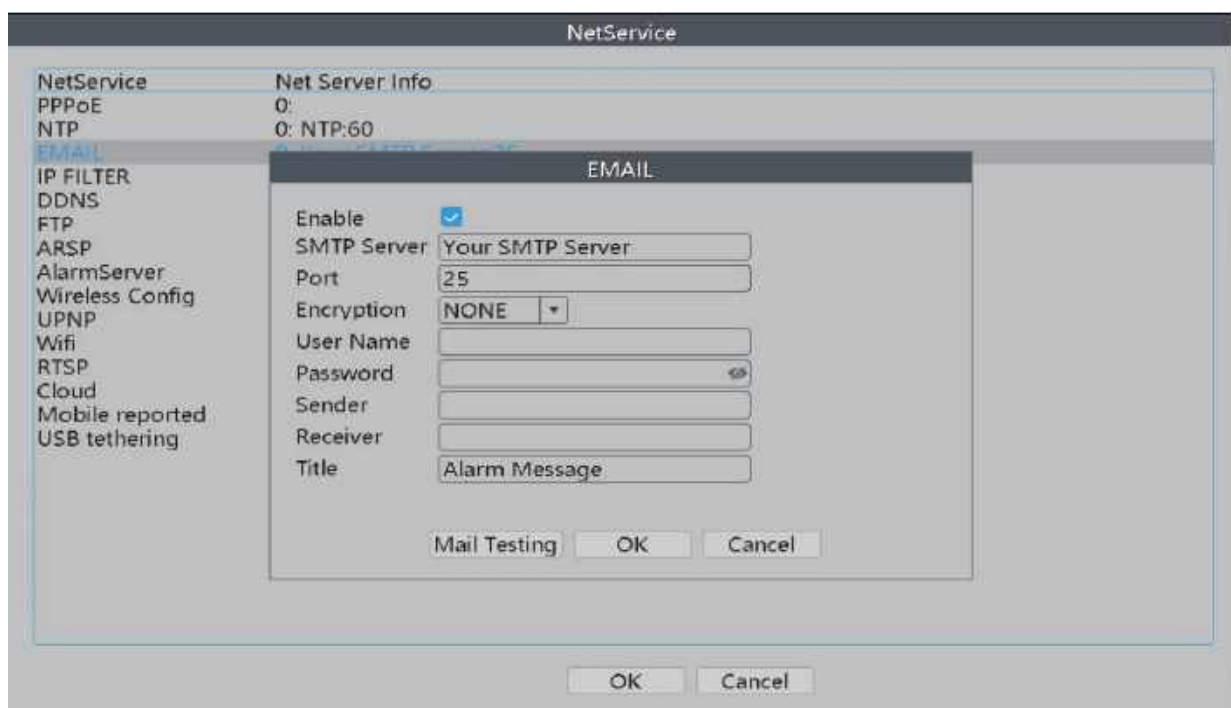 NetService
NetService Net Server Info
PPPoE 0:
NTP 0: NTP:60
EMAIL
IP FILTER
DDNS
FTP
ARSP
AlarmServer
Wireless Config
UPNP
Wifi
RTSP
Cloud
Mobile reported
USB tethering
EMAIL
Enable
SMTP Server Your SMTP Server
Port 25
Encryption NONE
User Name
Password
Sender
Receiver
Title Alarm Message
Mail Testing OK Cancel
OK Cancel